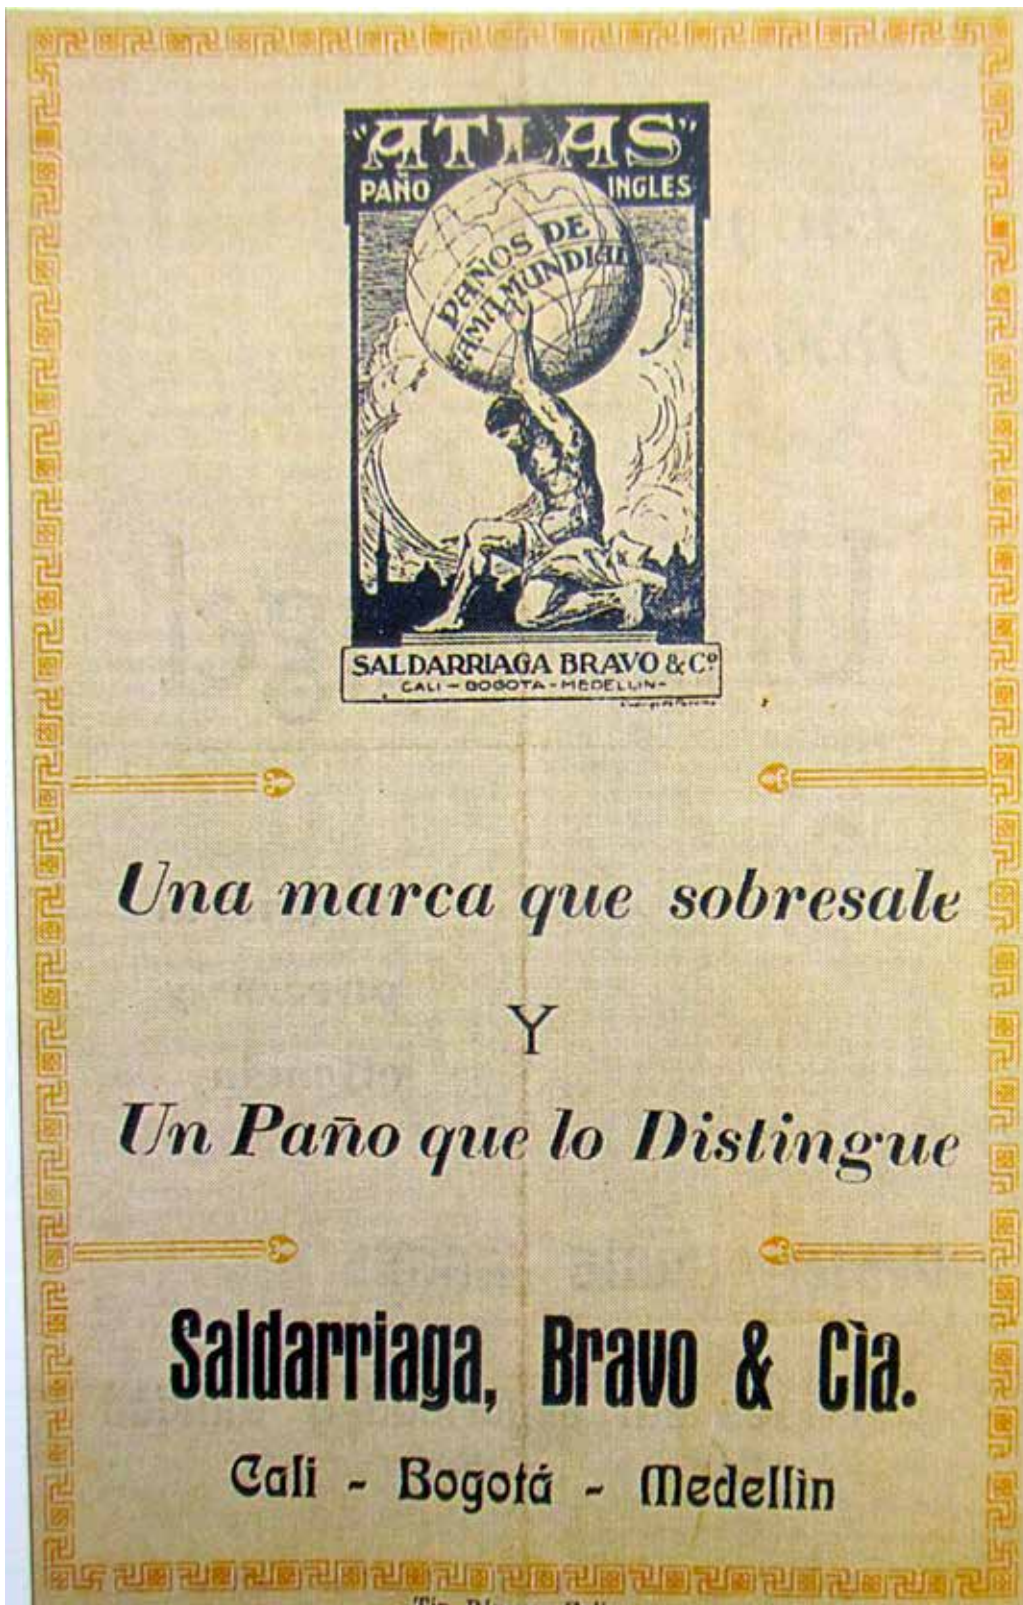 "ATLAS"
PAÑO INGLES
PAÑOS DE
FAMA MUNDIAL
SALDARRIAGA BRAVO & Cº
CALI - BOGOTA - MEDELLIN-
Una marca que sobresale
Y
Un Paño que lo Distingue
Saldarriaga, Bravo & Cìa.
Cali - Bogotá - Medellìn